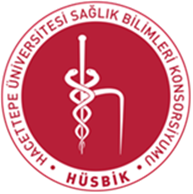 HACETTEPE ÜNİVERSİTESİ SAĞLIK BİLİMLERİ KONSORSİYUMU
HÜSBİK